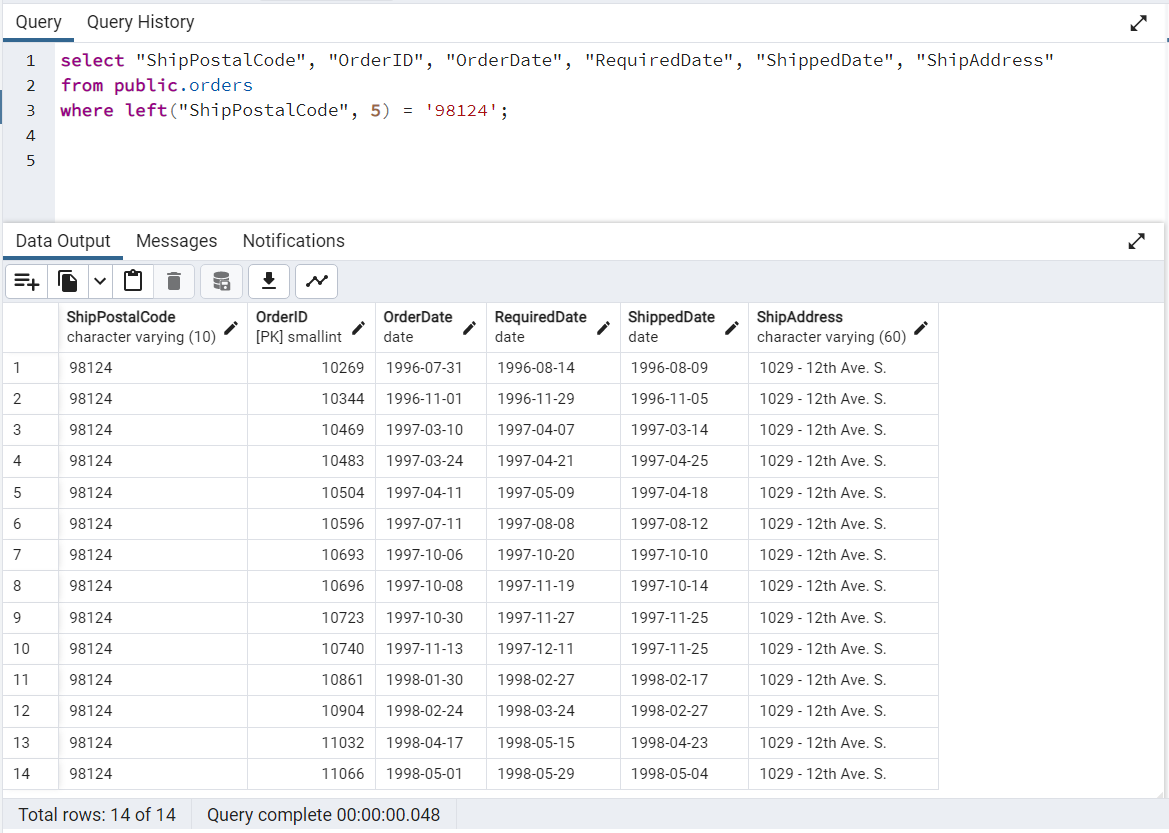 Query Query History
1 select "ShipPostalCode", "OrderID", "OrderDate", "RequiredDate", "ShippedDate", "ShipAddress"
2 from public.orders
3 where left("ShipPostalCode", 5) = '98124';
4
5
Data Output Messages Notifications
ShipPostalCode OrderID OrderDate RequiredDate ShippedDate ShipAddress
character varying (10) [PK] smallint date date date character varying (60)
1 98124 10269 1996-07-31 1996-08-14 1996-08-09 1029 - 12th Ave. S.
2 98124 10344 1996-11-01 1996-11-29 1996-11-05 1029 - 12th Ave. S.
3 98124 10469 1997-03-10 1997-04-07 1997-03-14 1029 - 12th Ave. S.
4 98124 10483 1997-03-24 1997-04-21 1997-04-25 1029 - 12th Ave. S.
5 98124 10504 1997-04-11 1997-05-09 1997-04-18 1029 - 12th Ave. S.
6 98124 10596 1997-07-11 1997-08-08 1997-08-12 1029 - 12th Ave. S.
7 98124 10693 1997-10-06 1997-10-20 1997-10-10 1029 - 12th Ave. S.
8 98124 10696 1997-10-08 1997-11-19 1997-10-14 1029 - 12th Ave. S.
9 98124 10723 1997-10-30 1997-11-27 1997-11-25 1029 - 12th Ave. S.
10 98124 10740 1997-11-13 1997-12-11 1997-11-25 1029 - 12th Ave. S.
11 98124 10861 1998-01-30 1998-02-27 1998-02-17 1029 - 12th Ave. S.
12 98124 10904 1998-02-24 1998-03-24 1998-02-27 1029 - 12th Ave. S.
13 98124 11032 1998-04-17 1998-05-15 1998-04-23 1029 - 12th Ave. S.
14 98124 11066 1998-05-01 1998-05-29 1998-05-04 1029 - 12th Ave. S.
Total rows: 14 of 14 Query complete 00:00:00.048